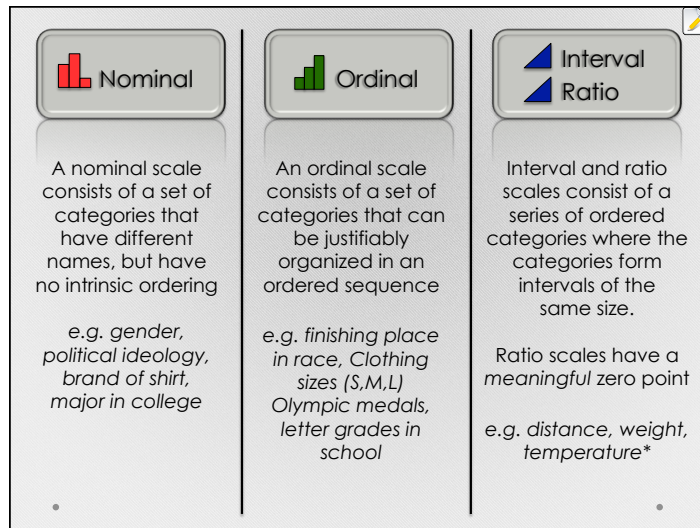 Nominal
A nominal scale
consists of a set of
categories that
have different
names, but have
no intrinsic ordering
e.g. gender,
political ideology,
brand of shirt,
major in college
Ordinal
An ordinal scale
consists of a set of
categories that can
be justifiably
organized in an
ordered sequence
e.g. finishing place
in race, Clothing
sizes (S,M,L)
Olympic medals,
letter grades in
school
Interval
Ratio
Interval and ratio
scales consist of a
series of ordered
categories where the
categories form
intervals of the
same size.
Ratio scales have a
meaningful zero point
e.g. distance, weight,
temperature*